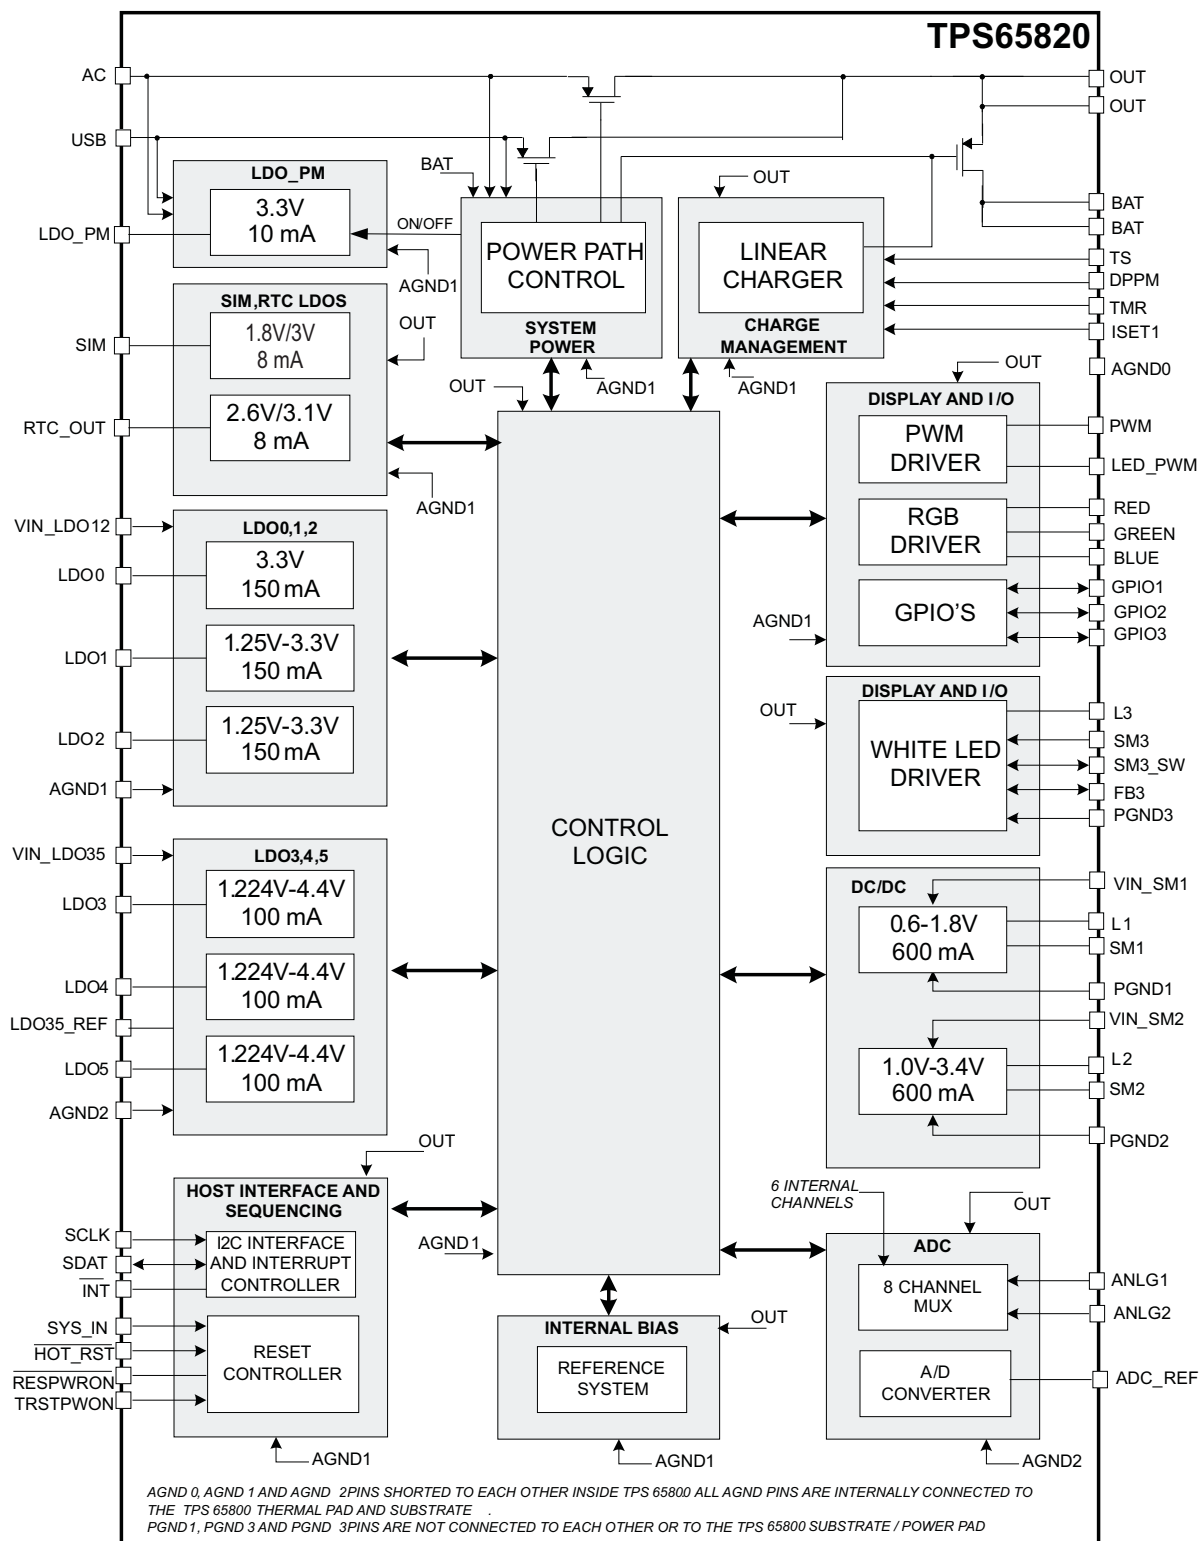 TPS65820
AC
USB
LDO_PM
3.3V
10 mA
LDO_PM
ON/OFF
AGND1
BAT
POWER PATH
CONTROL
SYSTEM
POWER
AGND1
OUT
LINEAR
CHARGER
CHARGE
MANAGEMENT
AGND1
OUT
OUT
BAT
BAT
TS
DPPM
TMR
ISET1
AGND0
SIM,RTC LDOS
1.8V/3V
8 mA
SIM
2.6V/3.1V
8 mA
RTC_OUT
OUT
AGND1
VIN_LDO12
LDO0,1,2
3.3V
150 mA
LDO0
1.25V-3.3V
150 mA
LDO1
1.25V-3.3V
150 mA
LDO2
AGND1
VIN_LDO35
LDO3,4,5
1.224V-4.4V
100 mA
LDO3
1.224V-4.4V
100 mA
LDO4
LDO35_REF
1.224V-4.4V
100 mA
LDO5
AGND2
OUT
HOST INTERFACE AND
SEQUENCING
SCLK
SDAT
INT
I2C INTERFACE
AND INTERRUPT
CONTROLLER
SYS_IN
HOT_RST
RESPWRON
TRSTPWON
RESET
CONTROLLER
AGND1
OUT
CONTROL
LOGIC
AGND1
INTERNAL BIAS
REFERENCE
SYSTEM
OUT
AGND1
OUT
DISPLAY AND I/O
PWM
DRIVER
PWM
LED_PWM
RGB
DRIVER
RED
GREEN
BLUE
GPIO'S
GPIO1
GPIO2
GPIO3
AGND1
DISPLAY AND I/O
OUT
WHITE LED
DRIVER
L3
SM3
SM3_SW
FB3
PGND3
DC/DC
0.6-1.8V
600 mA
VIN_SM1
L1
SM1
PGND1
VIN_SM2
1.0V-3.4V
600 mA
L2
SM2
PGND2
6 INTERNAL
CHANNELS
OUT
ADC
8 CHANNEL
MUX
ANLG1
ANLG2
A/D
CONVERTER
ADC_REF
AGND2
AGND 0, AGND 1 AND AGND 2PINS SHORTED TO EACH OTHER INSIDE TPS 65800 ALL AGND PINS ARE INTERNALLY CONNECTED TO
THE TPS 65800 THERMAL PAD AND SUBSTRATE .
PGND1, PGND 3 AND PGND 3PINS ARE NOT CONNECTED TO EACH OTHER OR TO THE TPS 65800 SUBSTRATE / POWER PAD